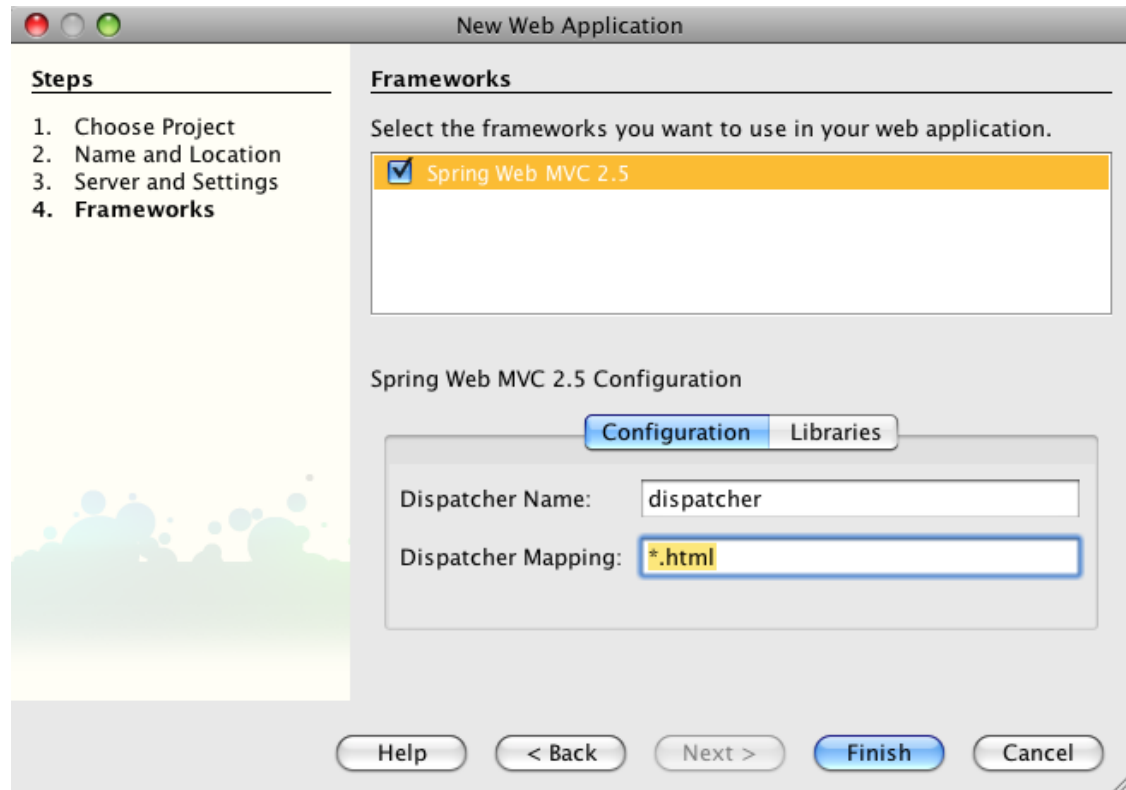 New Web Application
Steps
1. Choose Project
2. Name and Location
3. Server and Settings
4. Frameworks
Frameworks
Select the frameworks you want to use in your web application.
Spring Web MVC 2.5
Spring Web MVC 2.5 Configuration
Configuration Libraries
Dispatcher Name: dispatcher
Dispatcher Mapping: *.html
Help < Back Next > Finish Cancel